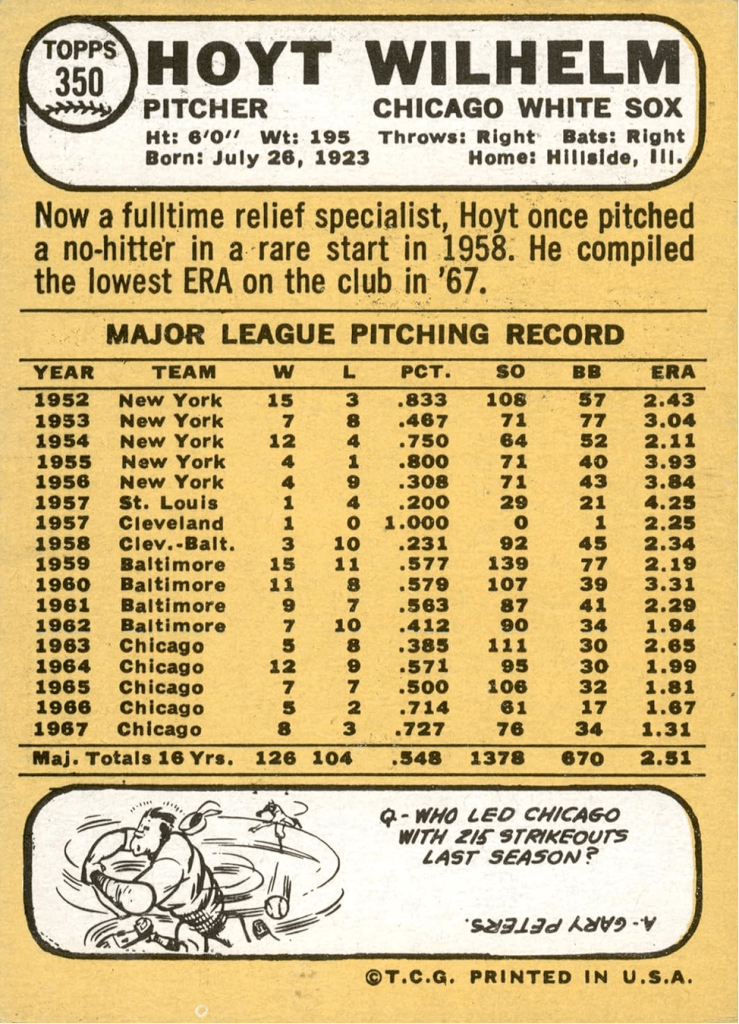 TOPPS
350
HOYT WILHELM
PITCHER CHICAGO WHITE SOX
Ht: 6'0" Wt: 195 Throws: Right Bats: Right
Born: July 26, 1923 Home: Hillside, Ill.
Now a fulltime relief specialist, Hoyt once pitched
a no-hitter in a rare start in 1958. He compiled
the lowest ERA on the club in '67.
MAJOR LEAGUE PITCHING RECORD
YEAR TEAM W L PCT. SO BB ERA
1952 New York 15 3 .833 108 57 2.43
1953 New York 7 8 .467 71 77 3.04
1954 New York 12 4 .750 64 52 2.11
1955 New York 4 1 .800 71 40 3.93
1956 New York 4 9 .308 71 43 3.84
1957 St. Louis 1 4 .200 29 21 4.25
1957 Cleveland 1 0 1.000 0 1 2.25
1958 Clev.-Balt. 3 10 .231 92 45 2.34
1959 Baltimore 15 11 .577 139 77 2.19
1960 Baltimore 11 8 .579 107 39 3.31
1961 Baltimore 9 7 .563 87 41 2.29
1962 Baltimore 7 10 .412 90 34 1.94
1963 Chicago 5 8 .385 111 30 2.65
1964 Chicago 12 9 .571 95 30 1.99
1965 Chicago 7 7 .500 106 32 1.81
1966 Chicago 5 2 .714 61 17 1.67
1967 Chicago 8 3 .727 76 34 1.31
Maj. Totals 16 Yrs. 126 104 .548 1378 670 2.51
Q- WHO LED CHICAGO
WITH 215 STRIKEOUTS
LAST SEASON?
A- GARY PETERS.
©T.C.G. PRINTED IN U.S.A.